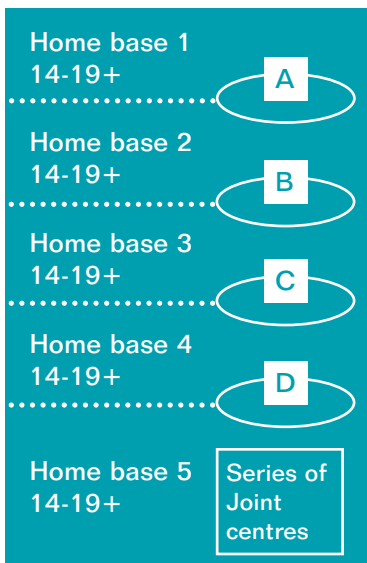 Home base 1
14-19+
A
Home base 2
14-19+
B
Home base 3
14-19+
C
Home base 4
14-19+
D
Home base 5
14-19+
Series of
Joint
centres